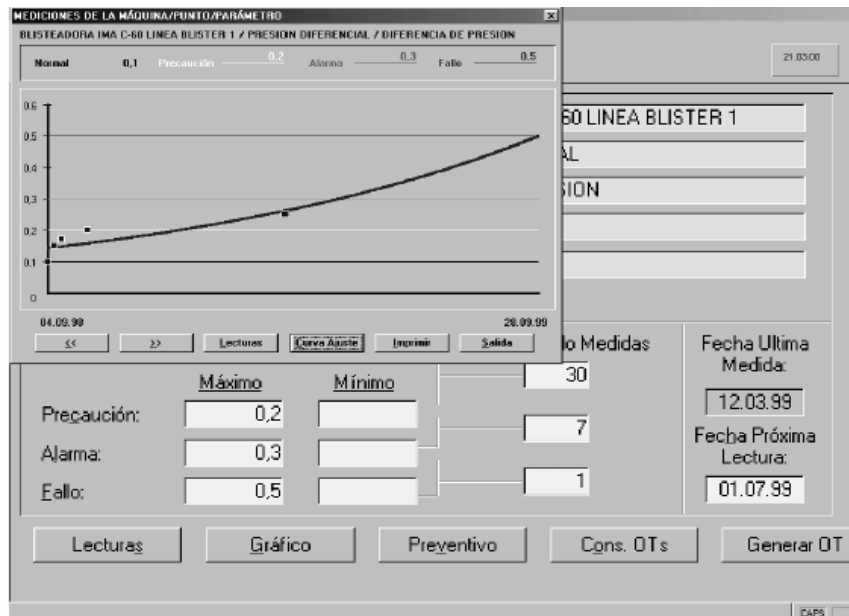 MEDICIONES DE LA MÁQUINA/PUNTO/PARÁMETRO
BLISTEADORA IMA C-60 LINEA BLISTER 1 / PRESION DIFERENCIAL / DIFERENCIA DE PRESION
Normal 0,1 Precaución 0,2 Alarma 0,3 Fallo 0,5
21.03.00
0,6
0,5
0,4
0,3
0,2
0,1
0
04.09.98 28.09.99
<< >> Lecturas Curva Ajuste Imprimir Salida
60 LINEA BLISTER 1
AL
SION
lo Medidas
Fecha Ultima
Medida:
Máximo Mínimo
30
12.03.99
Precaución: 0,2
7
Fecha Próxima
Lectura:
Alarma: 0,3
Fallo: 0,5
1
01.07.99
Lecturas Gráfico Preventivo Cons. OTs Generar OT
CAPS